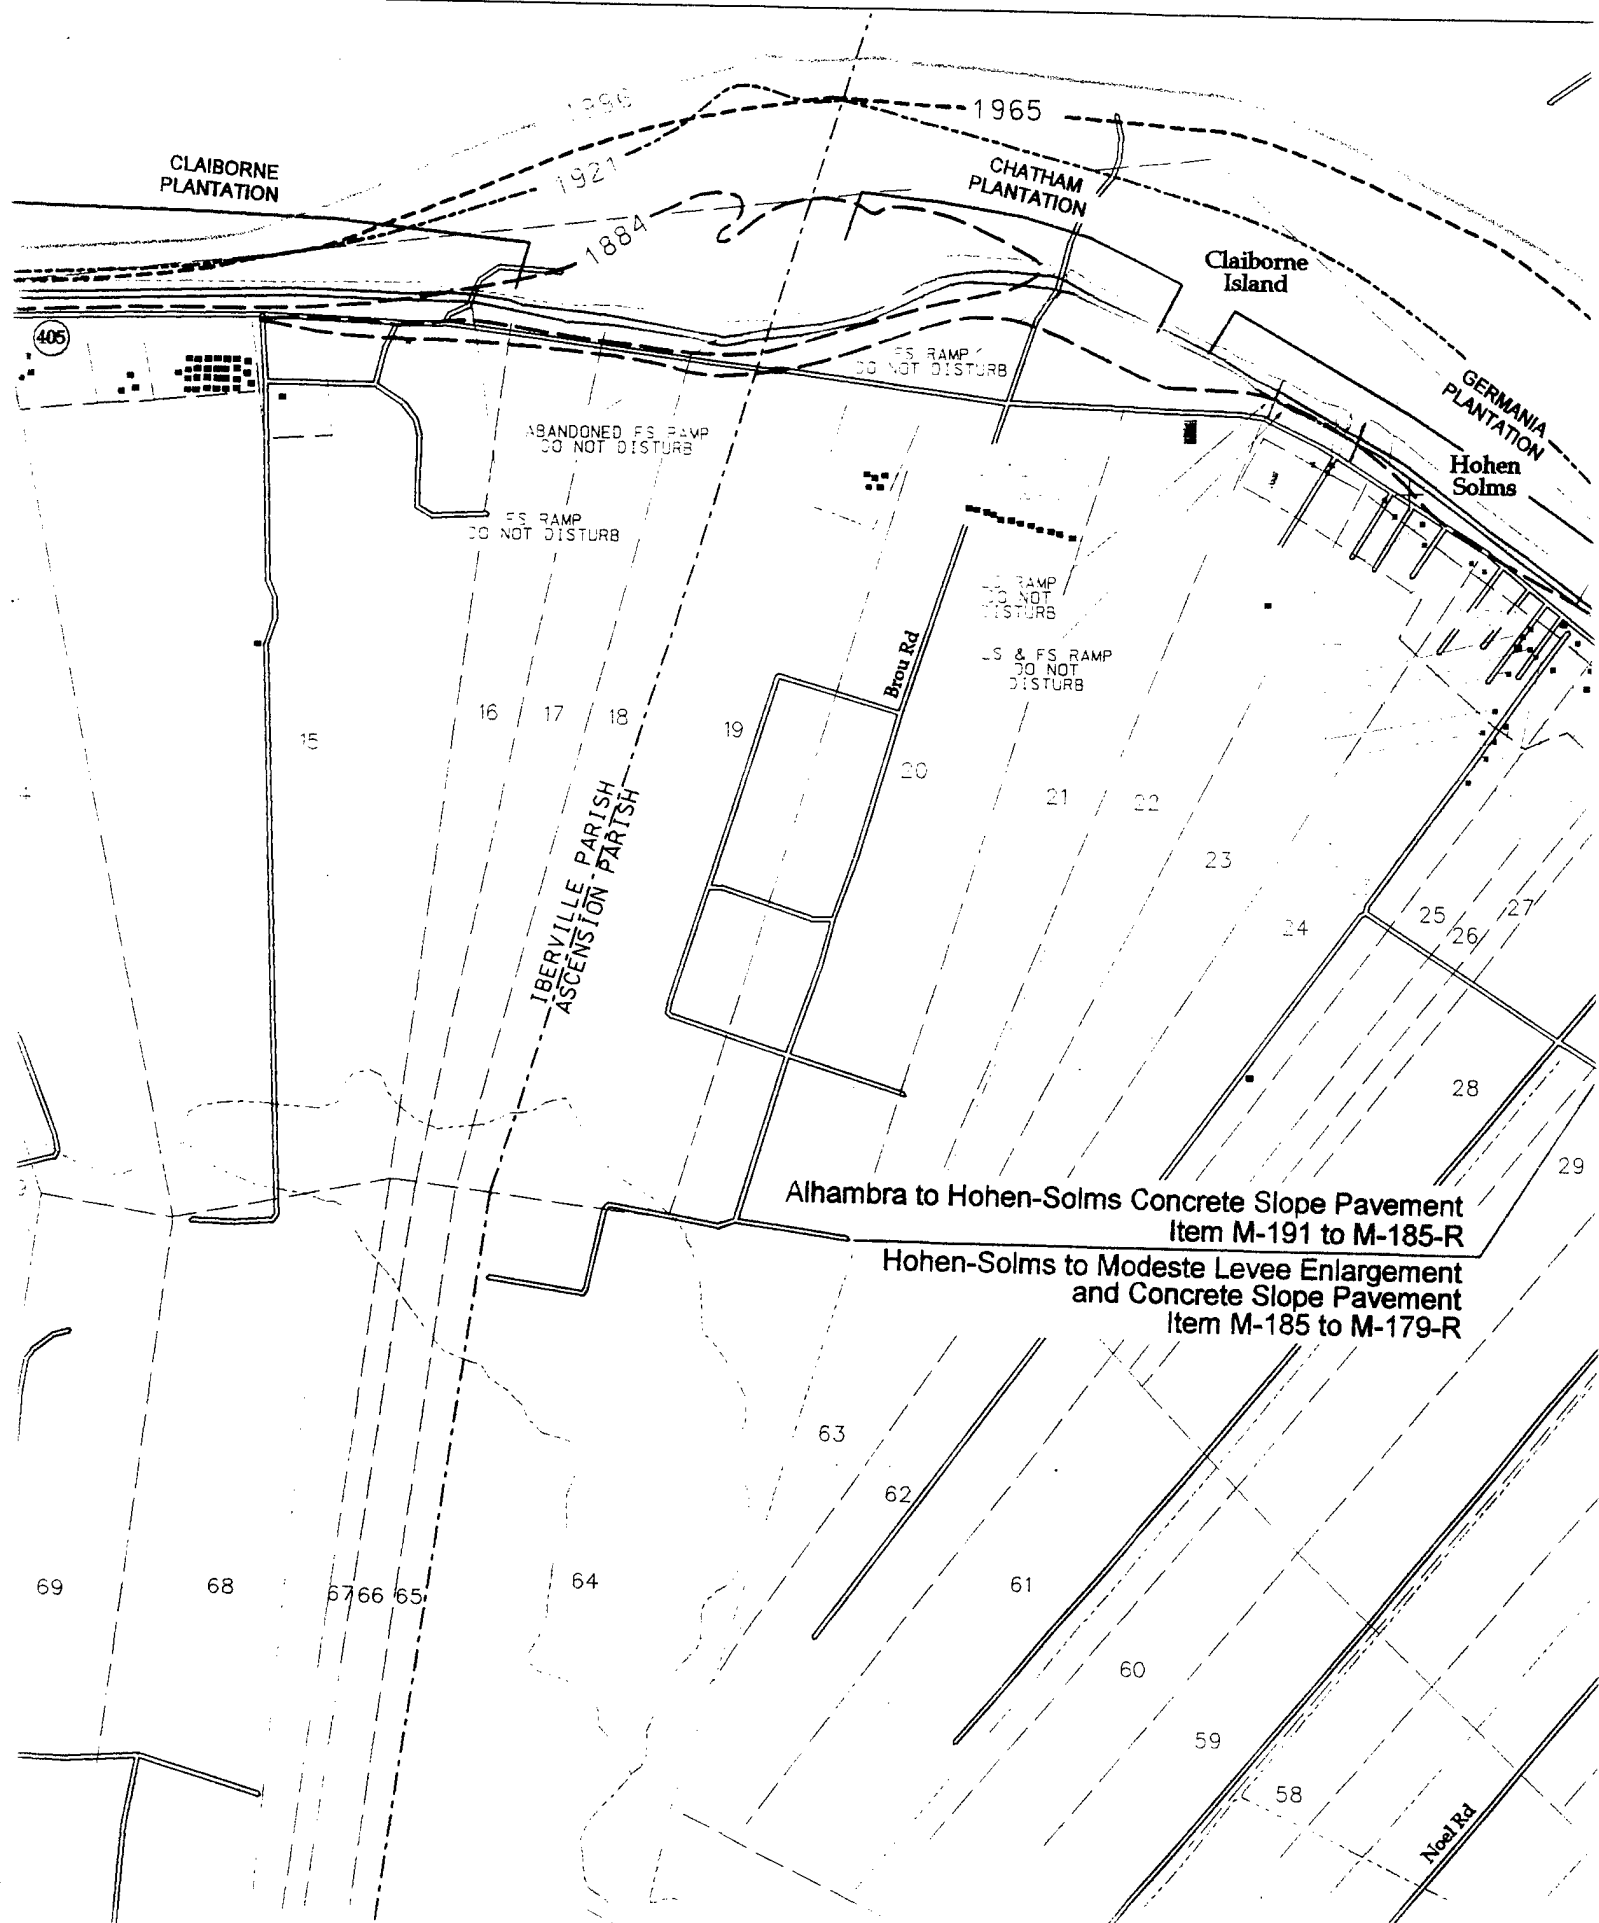 1996
1965
1921
1884
CLAIBORNE
PLANTATION
CHATHAM
PLANTATION
Claiborne
Island
405
GERMANIA
PLANTATION
Hohen
Solms
FS RAMP
DO NOT DISTURB
ABANDONED FS RAMP
DO NOT DISTURB
FS RAMP
DO NOT DISTURB
LS RAMP
DO NOT
DISTURB
LS & FS RAMP
DO NOT
DISTURB
Brou Rd
15
16
17
18
19
20
21
22
23
24
25
26
27
28
29
IBERVILLE PARISH
ASCENSION PARISH
Alhambra to Hohen-Solms Concrete Slope Pavement
Item M-191 to M-185-R
Hohen-Solms to Modeste Levee Enlargement
and Concrete Slope Pavement
Item M-185 to M-179-R
63
62
69
68
67
66
65
64
61
60
59
58
Noel Rd